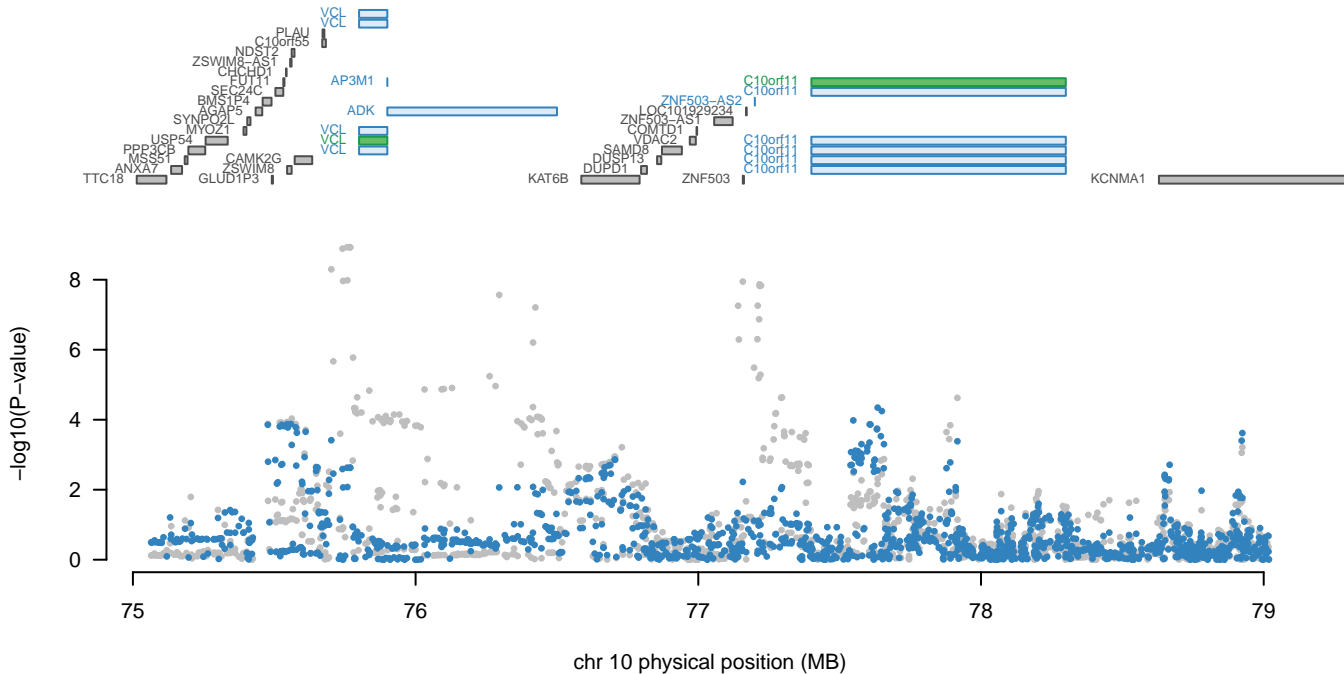 VCL
VCL
PLAU
C10orf55
NDST2
ZSWIM8−AS1
CHCHD1
FUT11
AP3M1
C10orf11
SEC24C
C10orf11
BMS1P4
ZNF503−AS2
AGAP5
ADK
LOC101929234
SYNPO2L
ZNF503−AS1
MYOZ1
VCL
COMTD1
USP54
VCL
VDAC2
C10orf11
PPP3CB
VCL
SAMD8
C10orf11
MSS51
CAMK2G
DUSP13
C10orf11
ANXA7
ZSWIM8
DUPD1
C10orf11
TTC18
GLUD1P3
KAT6B
ZNF503
KCNMA1
8
6
4
2
0
−log10(P−value)
75
76
77
78
79
chr 10 physical position (MB)